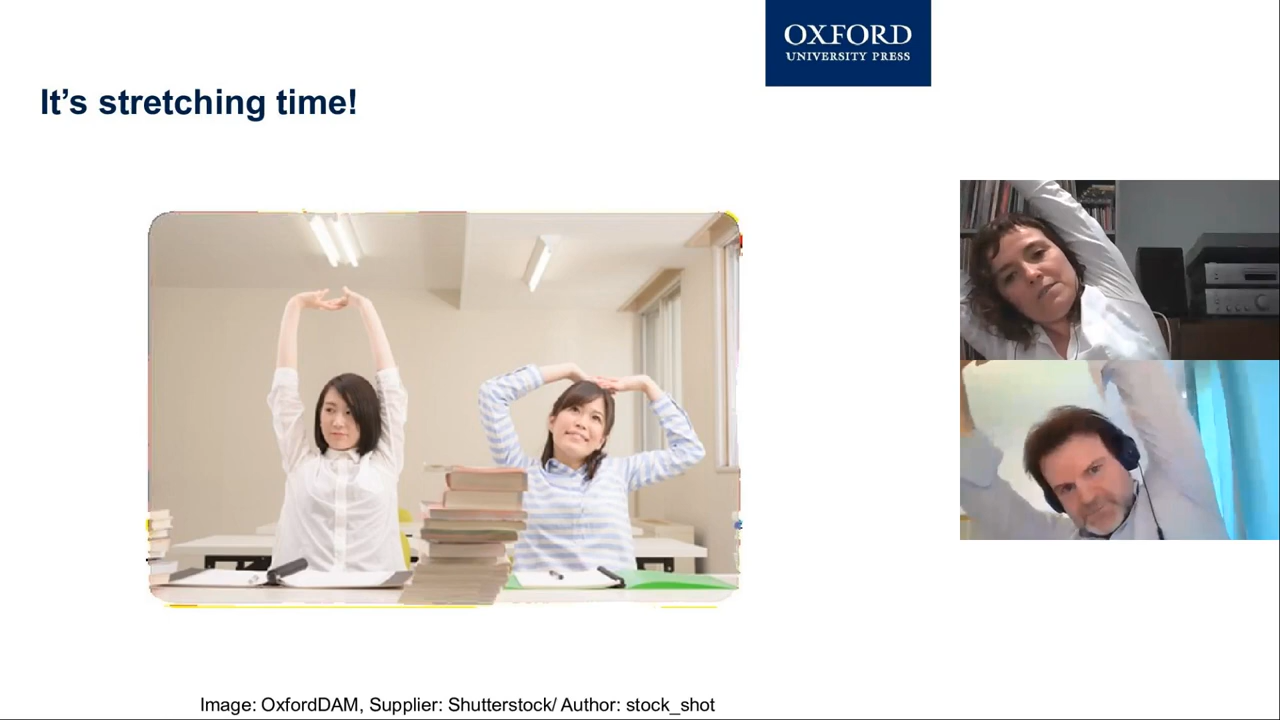 OXFORD
UNIVERSITY PRESS
It's stretching time!
Image: OxfordDAM, Supplier: Shutterstock/ Author: stock_shot